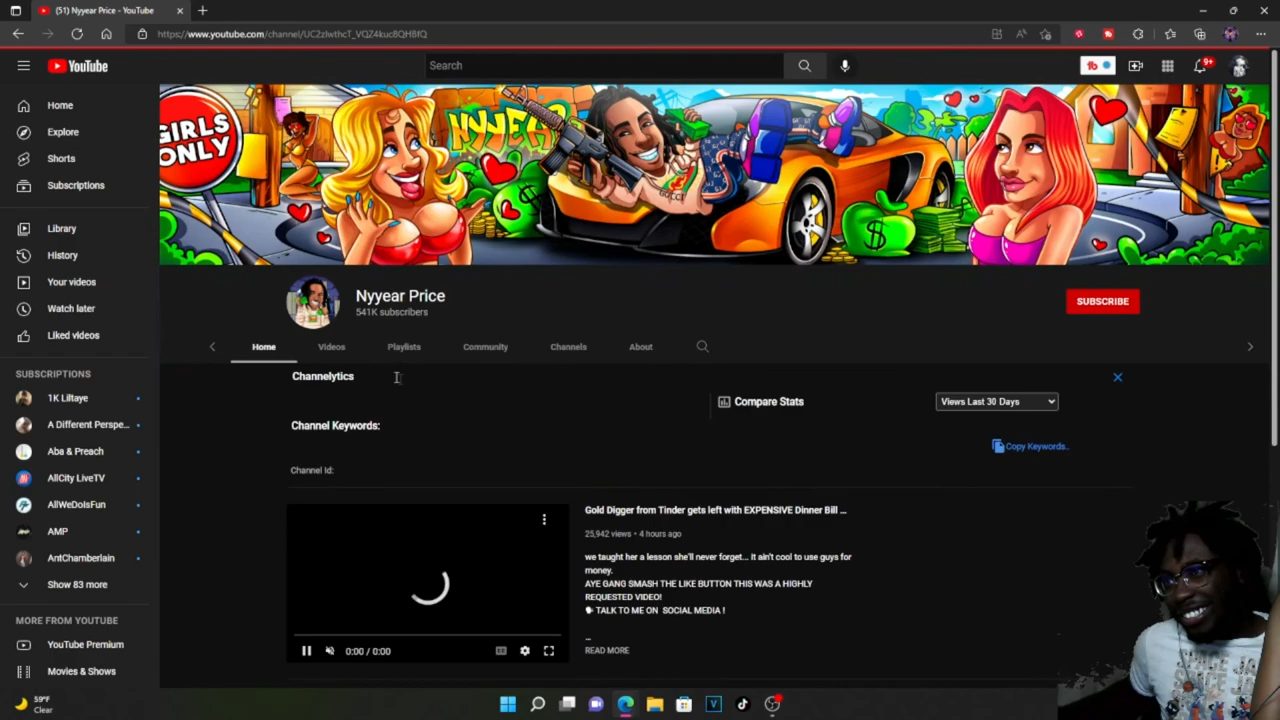 (51) Nyyear Price - YouTube
https://www.youtube.com/channel/UC2zIwthcT_VQZ4kuc8QH8fQ
YouTube
Search
9+
Home
Explore
Shorts
Subscriptions
Library
History
Your videos
Watch later
Liked videos
SUBSCRIPTIONS
1K Liltaye
A Different Perspe...
Aba & Preach
AllCity LiveTV
AllWeDoIsFun
AMP
AntChamberlain
Show 83 more
MORE FROM YOUTUBE
YouTube Premium
Movies & Shows
GIRLS
ONLY
NYYEAR
GUCCI
Nyyear Price
541K subscribers
SUBSCRIBE
Home
Videos
Playlists
Community
Channels
About
Channelytics
Compare Stats
Views Last 30 Days
Channel Keywords:
Copy Keywords..
Channel Id:
0:00 / 0:00
Gold Digger from Tinder gets left with EXPENSIVE Dinner Bill ...
25,942 views • 4 hours ago
we taught her a lesson she'll never forget... It ain't cool to use guys for
money.
AYE GANG SMASH THE LIKE BUTTON THIS WAS A HIGHLY
REQUESTED VIDEO!
🗣 TALK TO ME ON SOCIAL MEDIA !
...
READ MORE
59°F
Clear